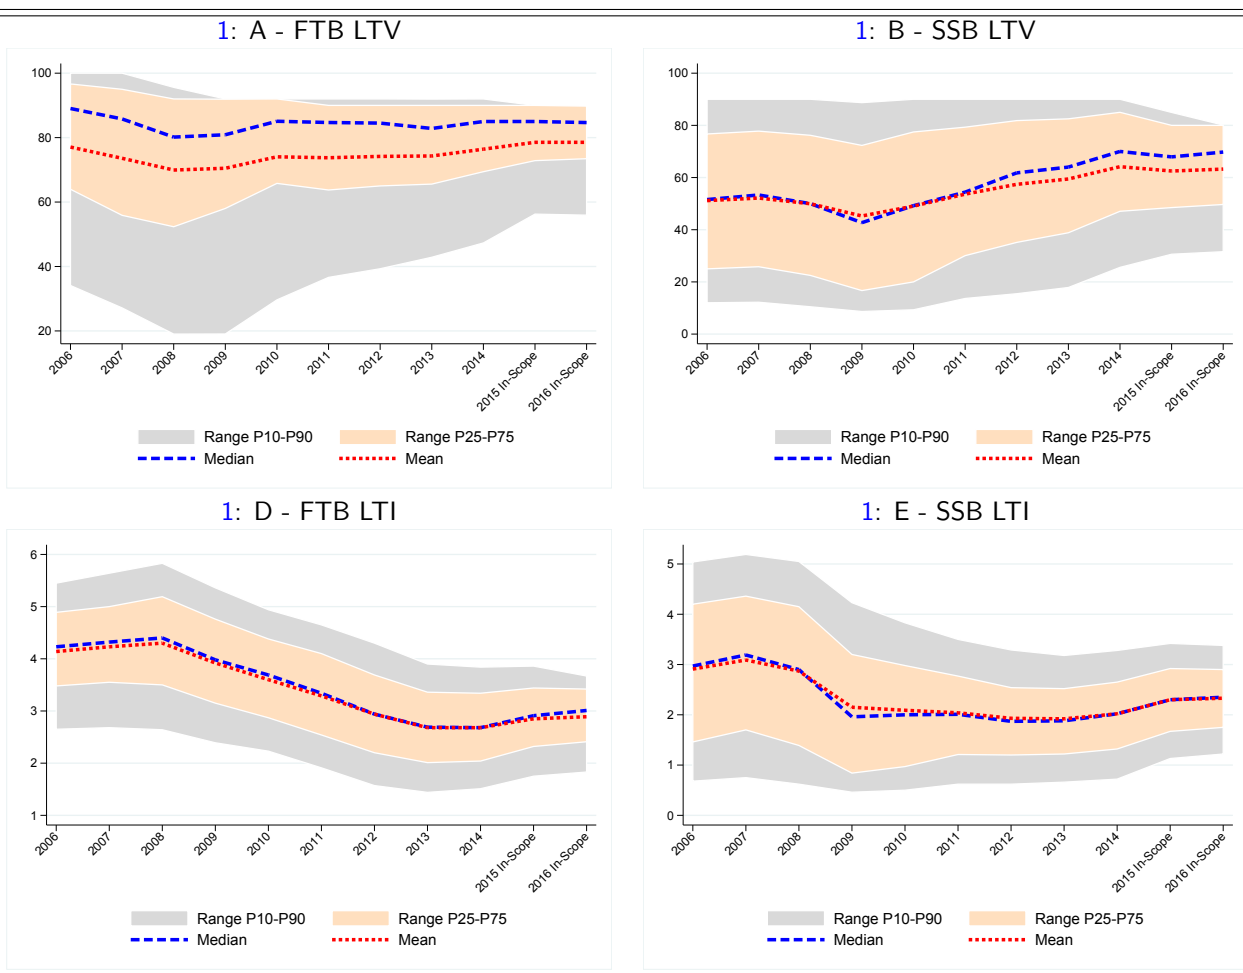 1: A - FTB LTV
100
80
60
40
20
2006 2007 2008 2009 2010 2011 2012 2013 2014 2015 In-Scope 2016 In-Scope
Range P10-P90 Range P25-P75
Median Mean
1: B - SSB LTV
100
80
60
40
20
0
2006 2007 2008 2009 2010 2011 2012 2013 2014 2015 In-Scope 2016 In-Scope
Range P10-P90 Range P25-P75
Median Mean
1: D - FTB LTI
6
5
4
3
2
1
2006 2007 2008 2009 2010 2011 2012 2013 2014 2015 In-Scope 2016 In-Scope
Range P10-P90 Range P25-P75
Median Mean
1: E - SSB LTI
5
4
3
2
1
0
2006 2007 2008 2009 2010 2011 2012 2013 2014 2015 In-Scope 2016 In-Scope
Range P10-P90 Range P25-P75
Median Mean